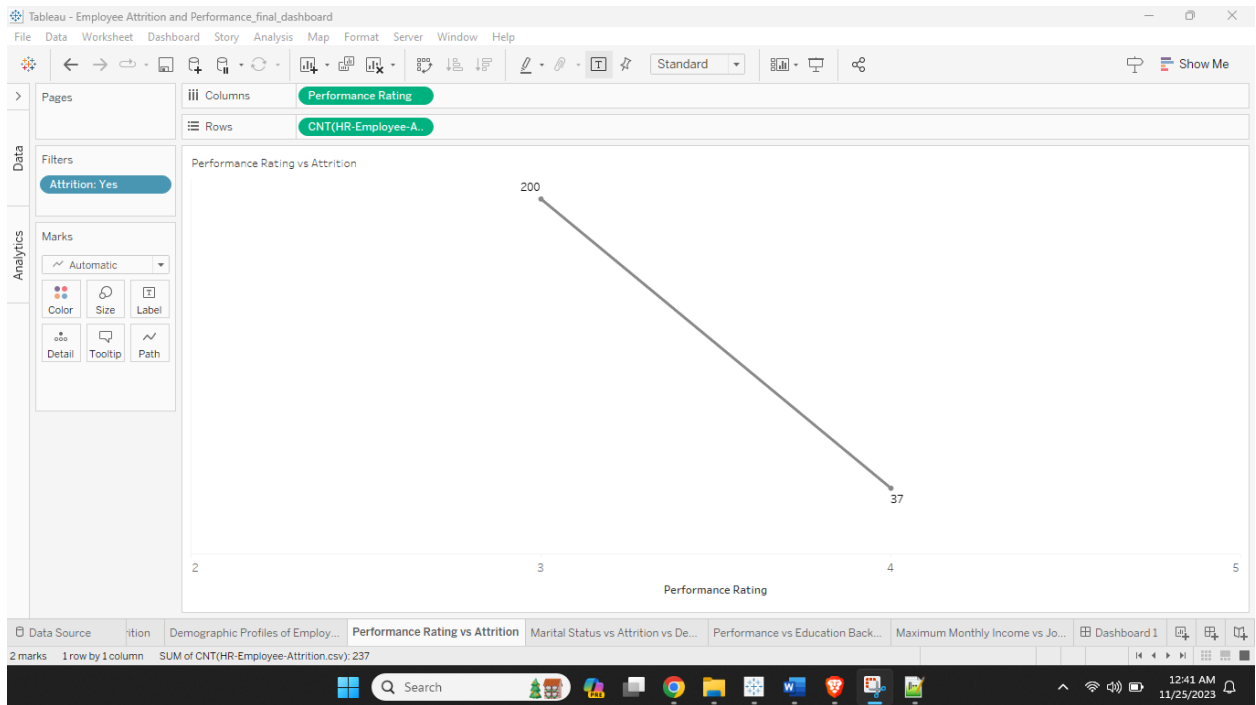 Tableau - Employee Attrition and Performance_final_dashboard
File Data Worksheet Dashboard Story Analysis Map Format Server Window Help
Standard
Show Me
Pages
Columns
Performance Rating
Rows
CNT(HR-Employee-A..
Data
Analytics
Filters
Attrition: Yes
Marks
Automatic
Color Size Label
Detail Tooltip Path
Performance Rating vs Attrition
200
37
2 3 4 5
Performance Rating
Data Source ition Demographic Profiles of Employ... Performance Rating vs Attrition Marital Status vs Attrition vs De... Performance vs Education Back... Maximum Monthly Income vs Jo... Dashboard 1
2 marks 1 row by 1 column SUM of CNT(HR-Employee-Attrition.csv): 237
Search
PRE
12:41 AM
11/25/2023